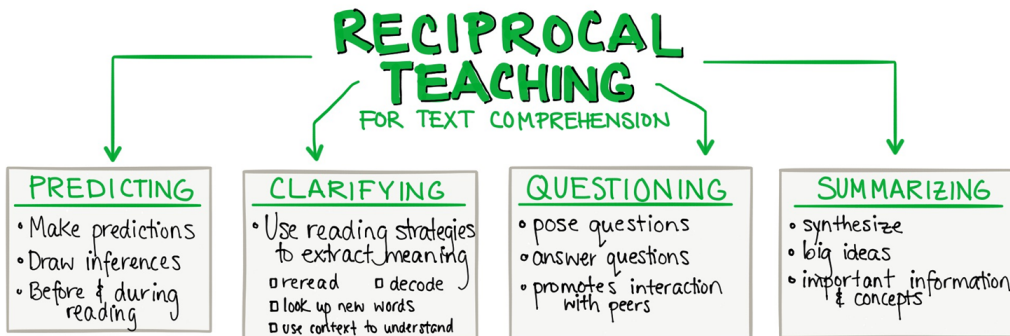 RECIPROCAL
TEACHING
FOR TEXT COMPREHENSION
PREDICTING
• Make predictions
• Draw inferences
• Before & during
reading
CLARIFYING
• Use reading strategies
to extract meaning
□ reread □ decode
□ look up new words
□ use context to understand
QUESTIONING
• pose questions
• answer questions
• promotes interaction
with peers
SUMMARIZING
• synthesize
• big ideas
• important information
& concepts